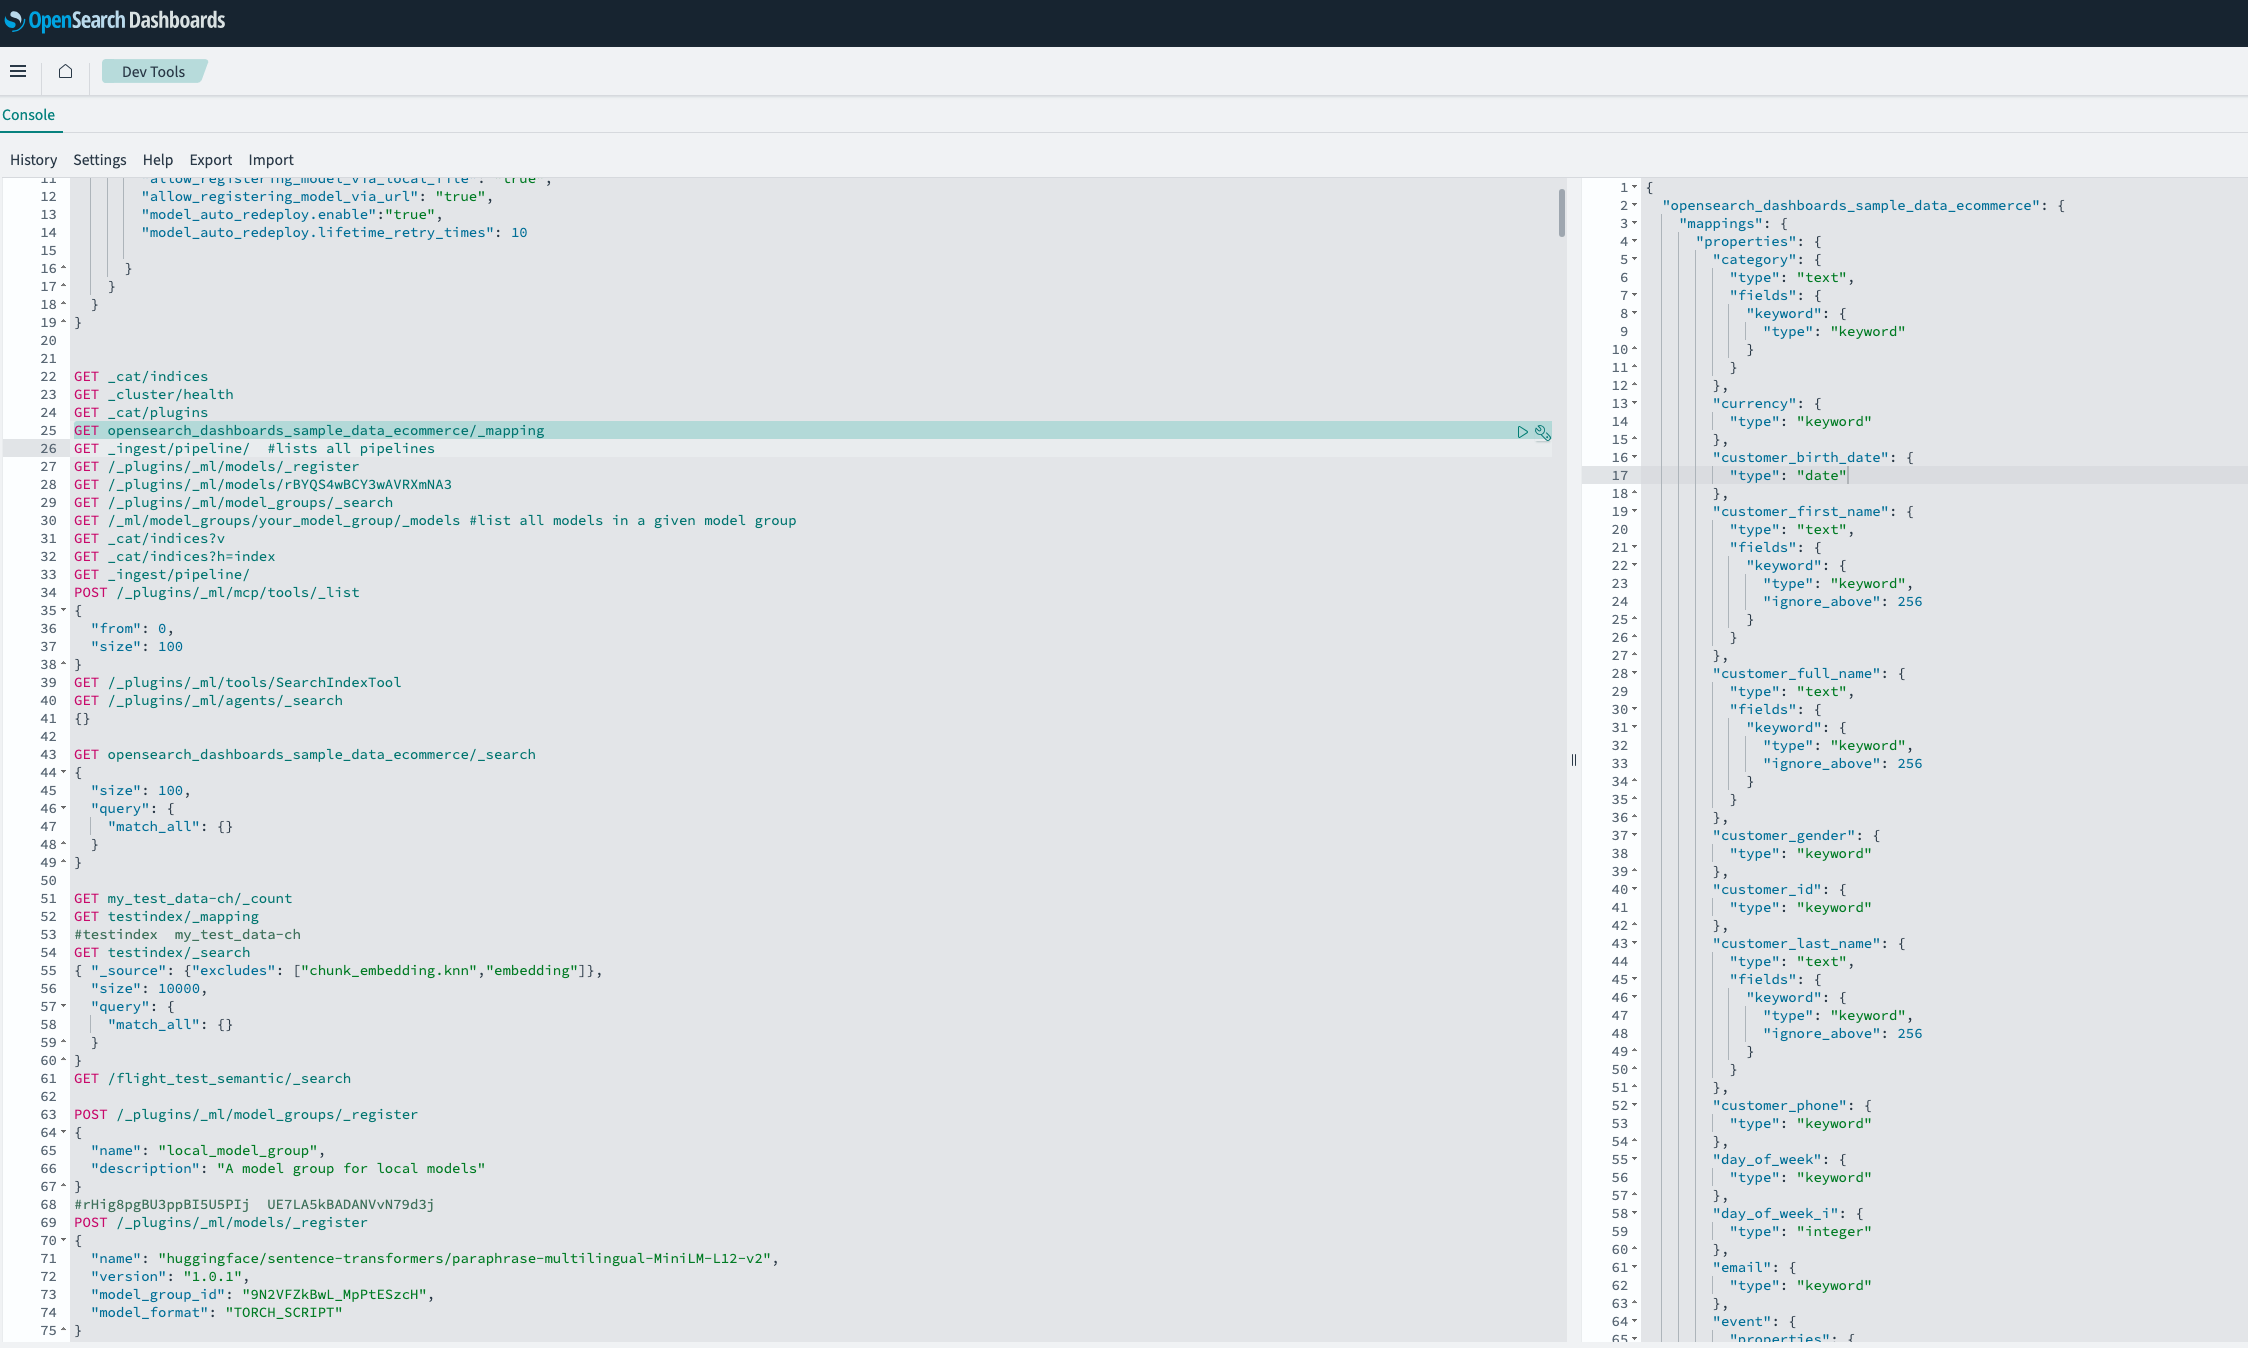 OpenSearch Dashboards
Dev Tools
Console
History Settings Help Export Import
11 "allow_registering_model_via_local_file": "true",
12 "allow_registering_model_via_url": "true",
13 "model_auto_redeploy.enable":"true",
14 "model_auto_redeploy.lifetime_retry_times": 10
15
16 }
17 }
18 }
19 }
20
21
22 GET _cat/indices
23 GET _cluster/health
24 GET _cat/plugins
25 GET opensearch_dashboards_sample_data_ecommerce/_mapping
26 GET _ingest/pipeline/  #lists all pipelines
27 GET /_plugins/_ml/models/_register
28 GET /_plugins/_ml/models/rBYQS4wBCY3wAVRXmNA3
29 GET /_plugins/_ml/model_groups/_search
30 GET /_ml/model_groups/your_model_group/_models #list all models in a given model group
31 GET _cat/indices?v
32 GET _cat/indices?h=index
33 GET _ingest/pipeline/
34 POST /_plugins/_ml/mcp/tools/_list
35 {
36 "from": 0,
37 "size": 100
38 }
39 GET /_plugins/_ml/tools/SearchIndexTool
40 GET /_plugins/_ml/agents/_search
41 {}
42
43 GET opensearch_dashboards_sample_data_ecommerce/_search
44 {
45 "size": 100,
46 "query": {
47 "match_all": {}
48 }
49 }
50
51 GET my_test_data-ch/_count
52 GET testindex/_mapping
53 #testindex  my_test_data-ch
54 GET testindex/_search
55 { "_source": {"excludes": ["chunk_embedding.knn","embedding"]},
56 "size": 10000,
57 "query": {
58 "match_all": {}
59 }
60 }
61 GET /flight_test_semantic/_search
62
63 POST /_plugins/_ml/model_groups/_register
64 {
65 "name": "local_model_group",
66 "description": "A model group for local models"
67 }
68 #rHig8pgBU3ppBI5U5PIj  UE7LA5kBADANVvN79d3j
69 POST /_plugins/_ml/models/_register
70 {
71 "name": "huggingface/sentence-transformers/paraphrase-multilingual-MiniLM-L12-v2",
72 "version": "1.0.1",
73 "model_group_id": "9N2VFZkBwL_MpPtESzcH",
74 "model_format": "TORCH_SCRIPT"
75 }
1 {
2 "opensearch_dashboards_sample_data_ecommerce": {
3 "mappings": {
4 "properties": {
5 "category": {
6 "type": "text",
7 "fields": {
8 "keyword": {
9 "type": "keyword"
10 }
11 }
12 },
13 "currency": {
14 "type": "keyword"
15 },
16 "customer_birth_date": {
17 "type": "date"
18 },
19 "customer_first_name": {
20 "type": "text",
21 "fields": {
22 "keyword": {
23 "type": "keyword",
24 "ignore_above": 256
25 }
26 }
27 },
28 "customer_full_name": {
29 "type": "text",
30 "fields": {
31 "keyword": {
32 "type": "keyword",
33 "ignore_above": 256
34 }
35 }
36 },
37 "customer_gender": {
38 "type": "keyword"
39 },
40 "customer_id": {
41 "type": "keyword"
42 },
43 "customer_last_name": {
44 "type": "text",
45 "fields": {
46 "keyword": {
47 "type": "keyword",
48 "ignore_above": 256
49 }
50 }
51 },
52 "customer_phone": {
53 "type": "keyword"
54 },
55 "day_of_week": {
56 "type": "keyword"
57 },
58 "day_of_week_i": {
59 "type": "integer"
60 },
61 "email": {
62 "type": "keyword"
63 },
64 "event": {
65 "properties": {